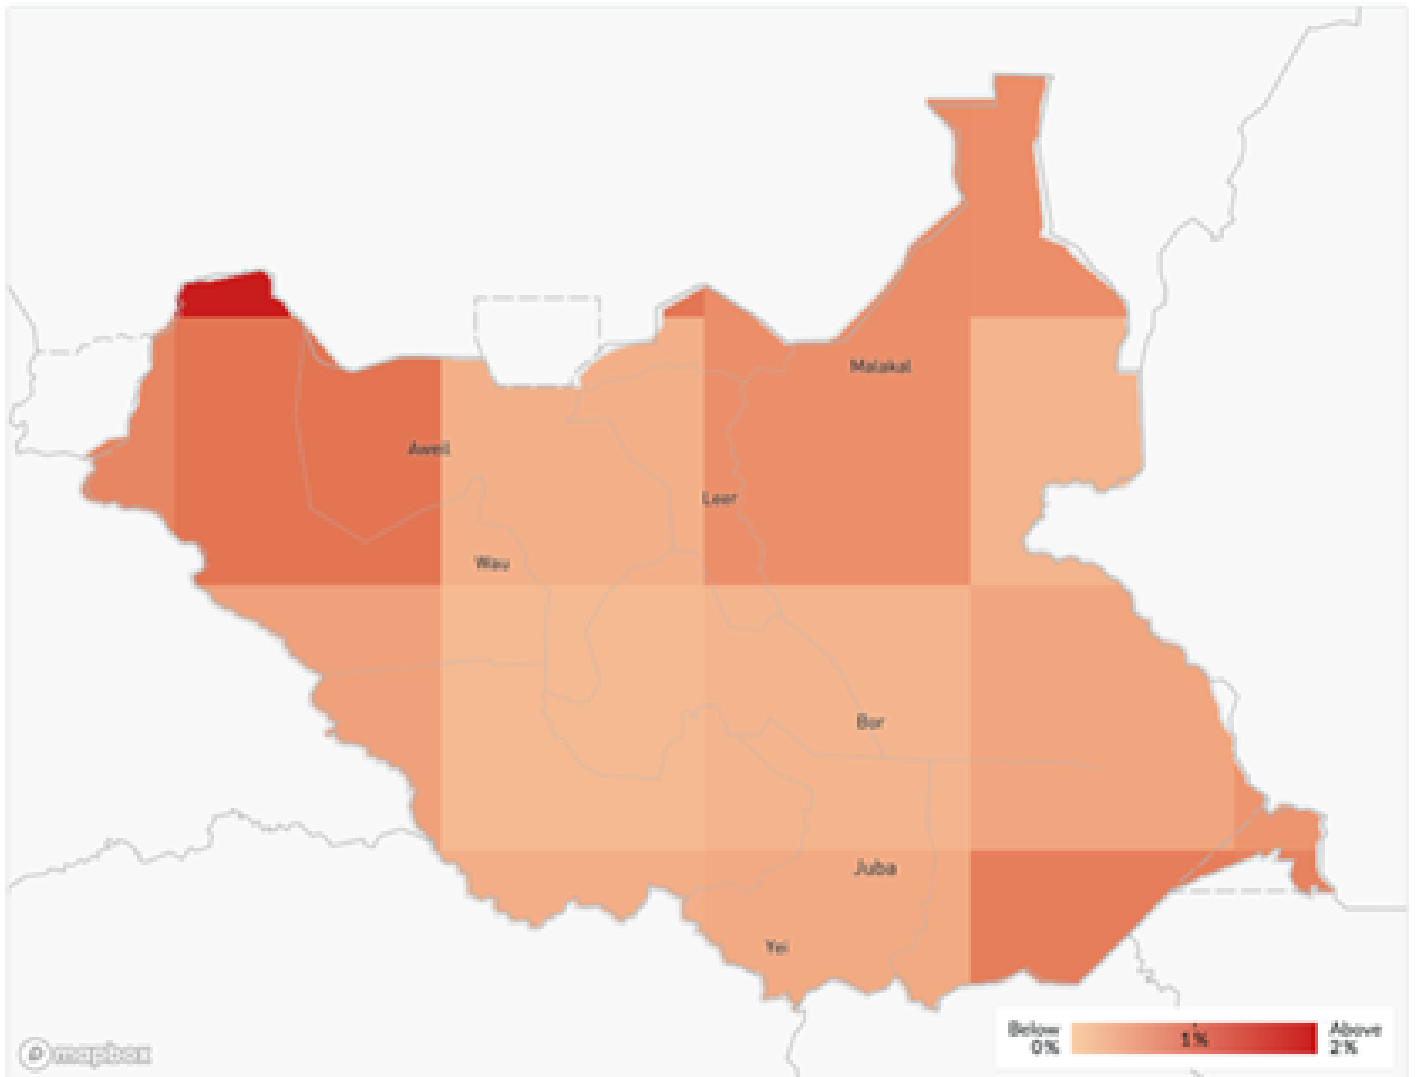 Malakal
Aweil
Leer
Wau
Bor
Juba
Yei
Below
0%
1%
Above
2%
mapbox